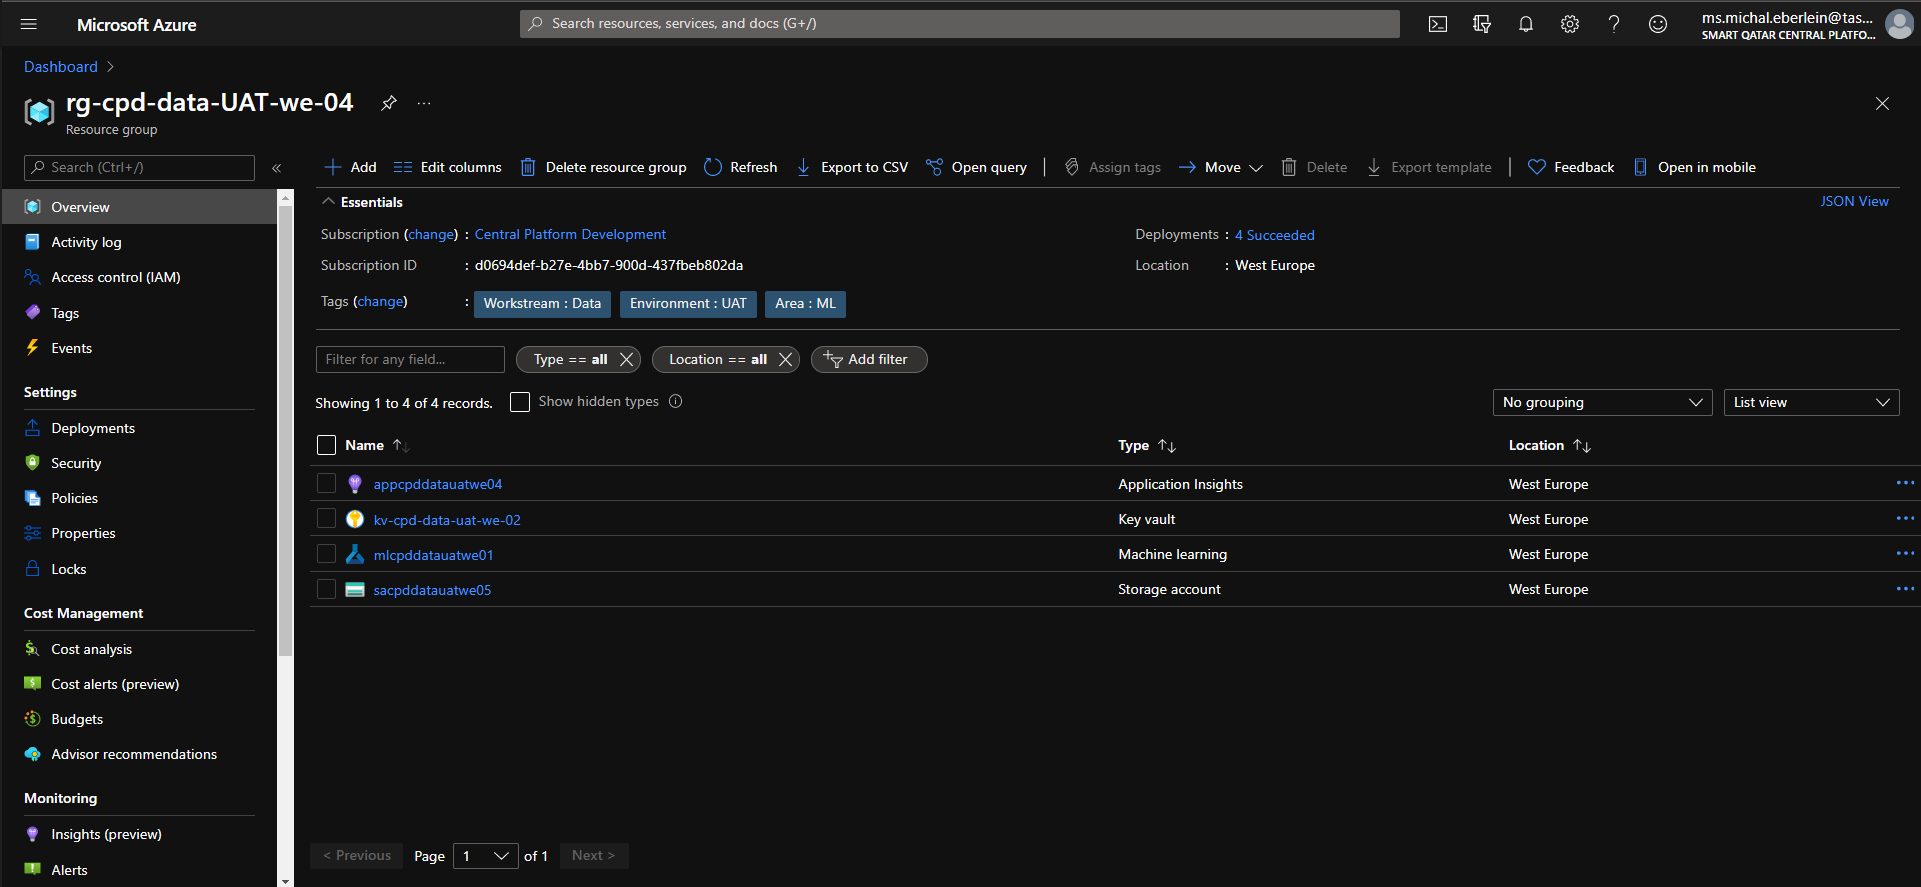 Microsoft Azure
Search resources, services, and docs (G+/)
ms.michal.eberlein@tas...
SMART QATAR CENTRAL PLATFO...
Dashboard >
rg-cpd-data-UAT-we-04 ...
Resource group
Search (Ctrl+/) «
Add Edit columns Delete resource group Refresh Export to CSV Open query Assign tags Move Delete Export template Feedback Open in mobile
Overview
Activity log
Access control (IAM)
Tags
Events
Settings
Deployments
Security
Policies
Properties
Locks
Cost Management
Cost analysis
Cost alerts (preview)
Budgets
Advisor recommendations
Monitoring
Insights (preview)
Alerts
Essentials JSON View
Subscription (change) : Central Platform Development Deployments : 4 Succeeded
Subscription ID : d0694def-b27e-4bb7-900d-437fbeb802da Location : West Europe
Tags (change) : Workstream : Data Environment : UAT Area : ML
Filter for any field... Type == all Location == all Add filter
Showing 1 to 4 of 4 records. Show hidden types No grouping List view
Name Type Location
appcpddatauatwe04 Application Insights West Europe ...
kv-cpd-data-uat-we-02 Key vault West Europe ...
mlcpddatauatwe01 Machine learning West Europe ...
sacpddatauatwe05 Storage account West Europe ...
< Previous Page 1 of 1 Next >